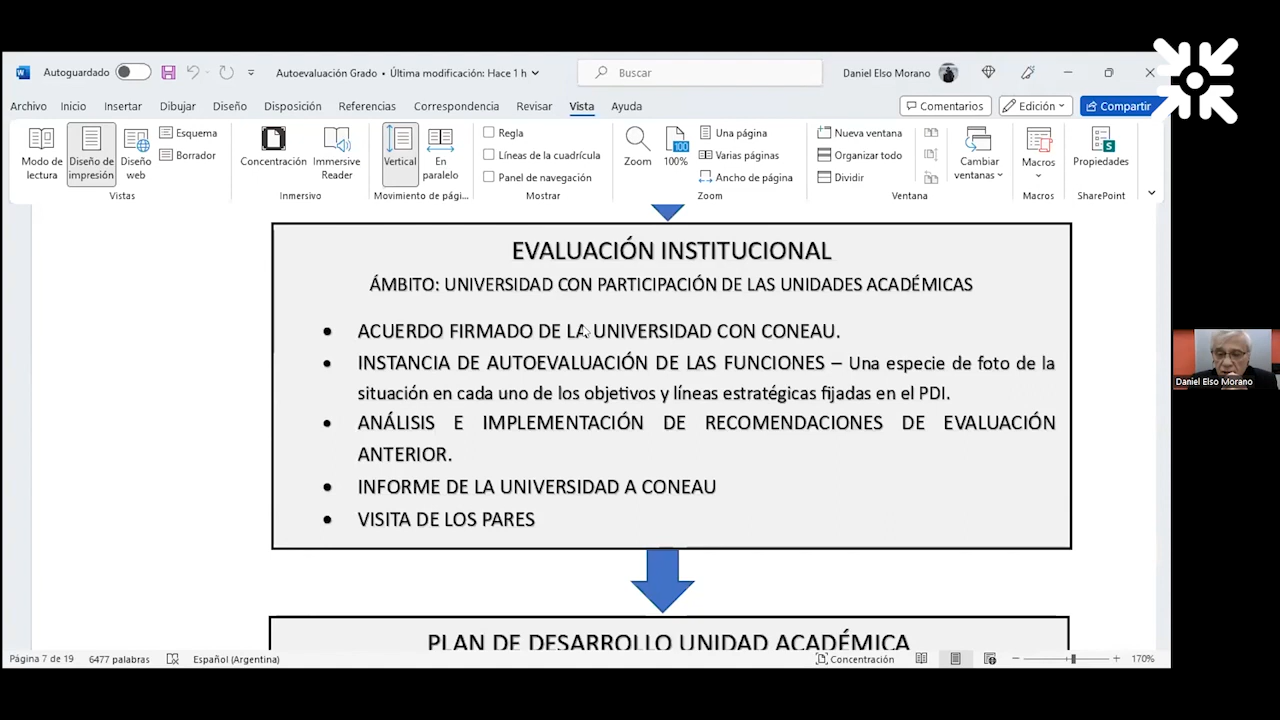 Autoguardado
Autoevaluación Grado • Última modificación: Hace 1 h
Buscar
Daniel Elso Morano
Archivo Inicio Insertar Dibujar Diseño Disposición Referencias Correspondencia Revisar Vista Ayuda
Comentarios Edición Compartir
Modo de lectura
Diseño de impresión
Diseño web
Esquema
Borrador
Vistas
Concentración
Immersive Reader
Inmersivo
Vertical
En paralelo
Movimiento de pági...
Regla
Líneas de la cuadrícula
Panel de navegación
Mostrar
Zoom
100
100%
Una página
Varias páginas
Ancho de página
Zoom
Nueva ventana
Organizar todo
Dividir
Cambiar ventanas
Ventana
Macros
Macros
Propiedades
SharePoint
EVALUACIÓN INSTITUCIONAL
ÁMBITO: UNIVERSIDAD CON PARTICIPACIÓN DE LAS UNIDADES ACADÉMICAS
• ACUERDO FIRMADO DE LA UNIVERSIDAD CON CONEAU.
• INSTANCIA DE AUTOEVALUACIÓN DE LAS FUNCIONES – Una especie de foto de la
situación en cada uno de los objetivos y líneas estratégicas fijadas en el PDI.
• ANÁLISIS E IMPLEMENTACIÓN DE RECOMENDACIONES DE EVALUACIÓN
ANTERIOR.
• INFORME DE LA UNIVERSIDAD A CONEAU
• VISITA DE LOS PARES
PLAN DE DESARROLLO UNIDAD ACADÉMICA
Daniel Elso Morano
Página 7 de 19 6477 palabras Español (Argentina) Concentración 170%